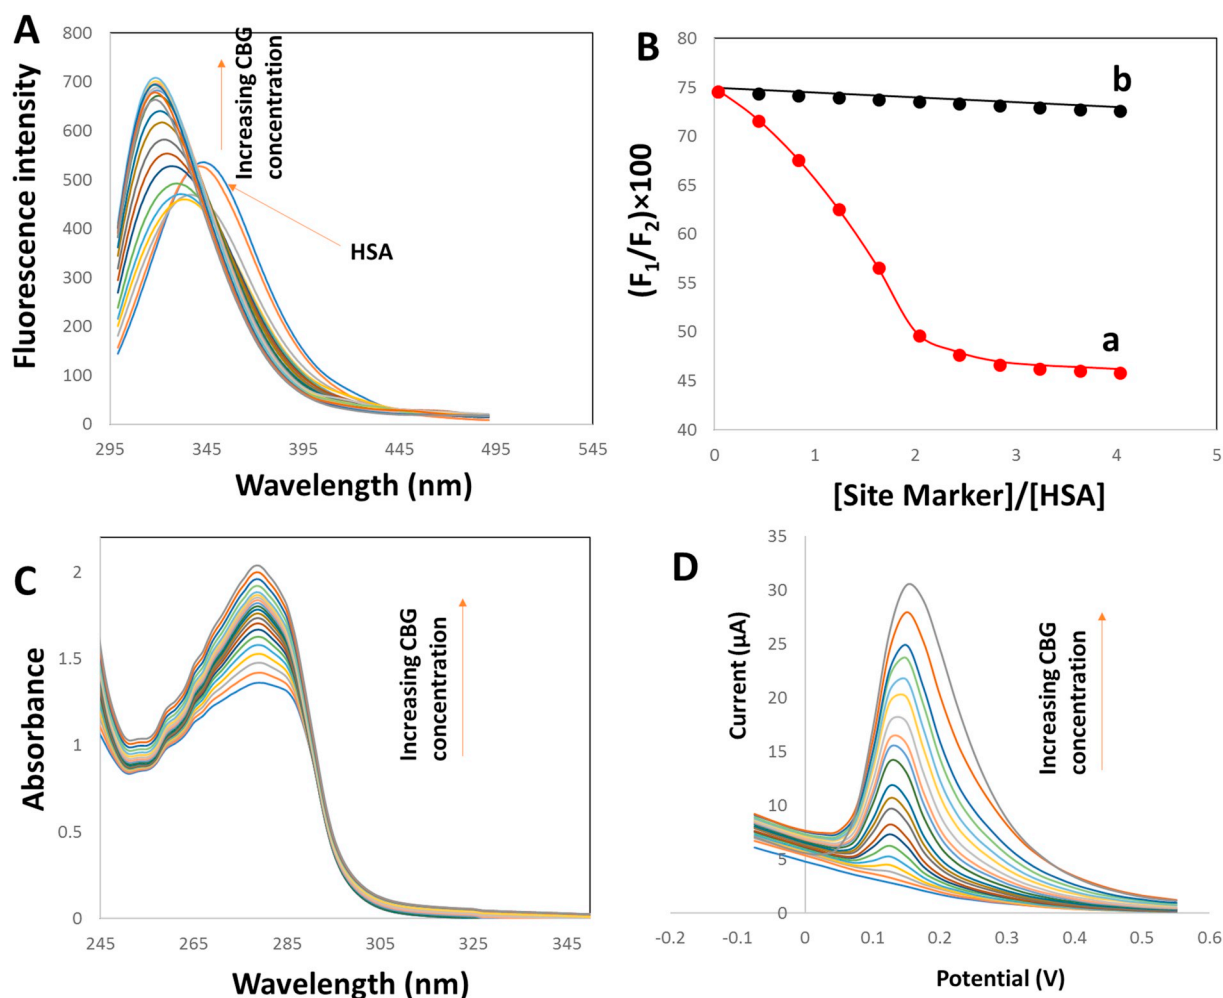 A
800
700
600
500
400
300
200
100
0
Fluorescence intensity
Increasing CBG
concentration
HSA
295
345
395
445
495
545
Wavelength (nm)
B
80
75
70
65
60
55
50
45
40
(F1/F2)×100
b
a
0
1
2
3
4
5
[Site Marker]/[HSA]
C
2
1.5
1
0.5
0
Absorbance
Increasing CBG
concentration
245
265
285
305
325
345
Wavelength (nm)
D
35
30
25
20
15
10
5
0
Current (µA)
Increasing CBG
concentration
-0.2
-0.1
0
0.1
0.2
0.3
0.4
0.5
0.6
Potential (V)